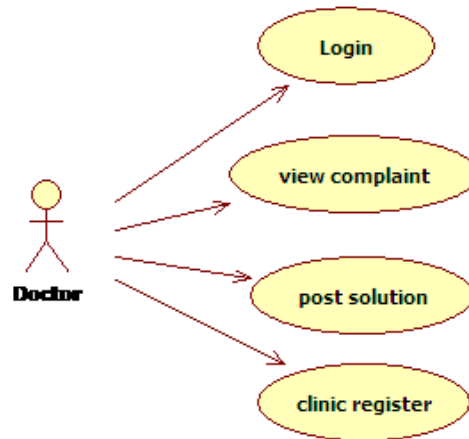 Login
view complaint
Doctor
post solution
clinic register